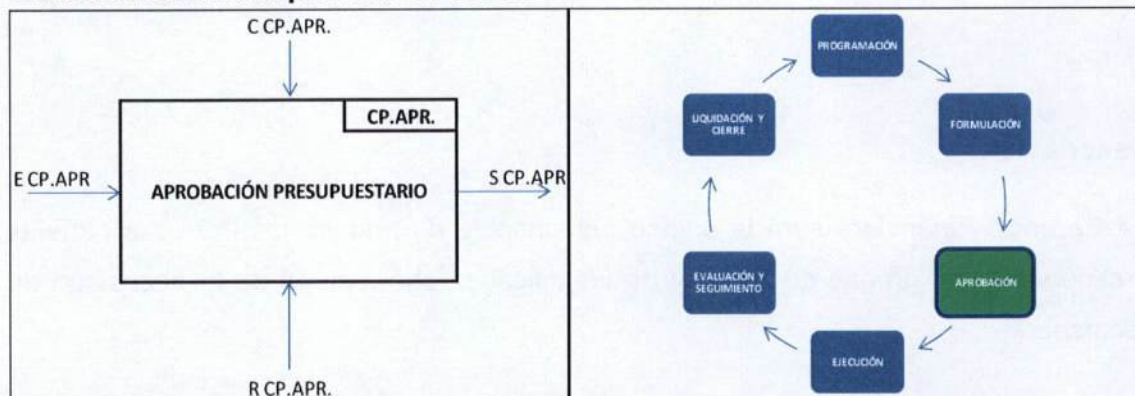 C CP.APR.
CP.APR.
E CP.APR
APROBACIÓN PRESUPUESTARIO
S CP.APR
R CP.APR.
PROGRAMACIÓN
FORMULACIÓN
APROBACIÓN
EJECUCIÓN
EVALUACIÓN Y
SEGUIMIENTO
LIQUIDACIÓN Y
CIERRE